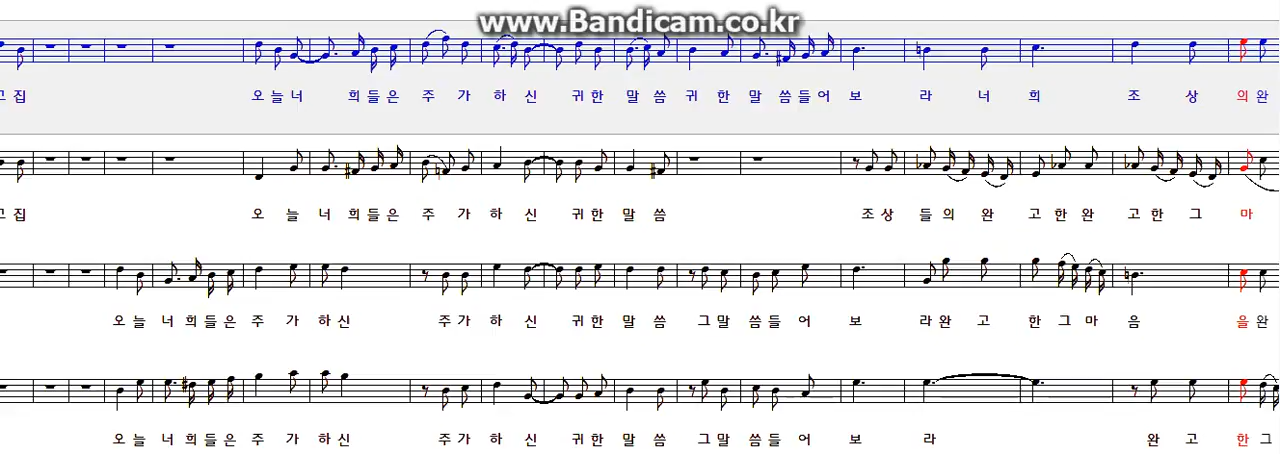 www.Bandicam.co.kr
고 집 오 늘 너 희 들 은 주 가 하 신 귀 한 말 씀 귀 한 말 씀 들 어 보 라 너 희 조 상 의 완
고 집 오 늘 너 희 들 은 주 가 하 신 귀 한 말 씀 조 상 들 의 완 고 한 완 고 한 그 마
오 늘 너 희 들 은 주 가 하 신 주 가 하 신 귀 한 말 씀 그 말 씀 들 어 보 라 완 고 한 그 마 음 을 완
오 늘 너 희 들 은 주 가 하 신 주 가 하 신 귀 한 말 씀 그 말 씀 들 어 보 라 완 고 한 그